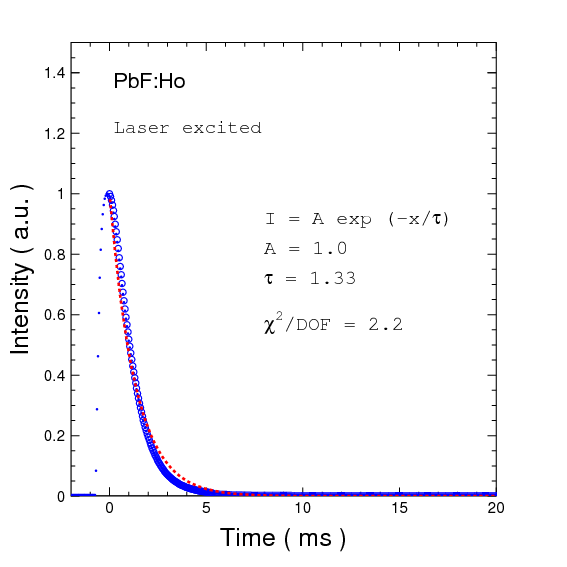 1.4
PbF:Ho
Laser excited
1.2
1
I = A exp (-x/τ)
A = 1.0
0.8
τ = 1.33
0.6
χ²/DOF = 2.2
0.4
0.2
0
0 5 10 15 20
Intensity ( a.u. )
Time ( ms )